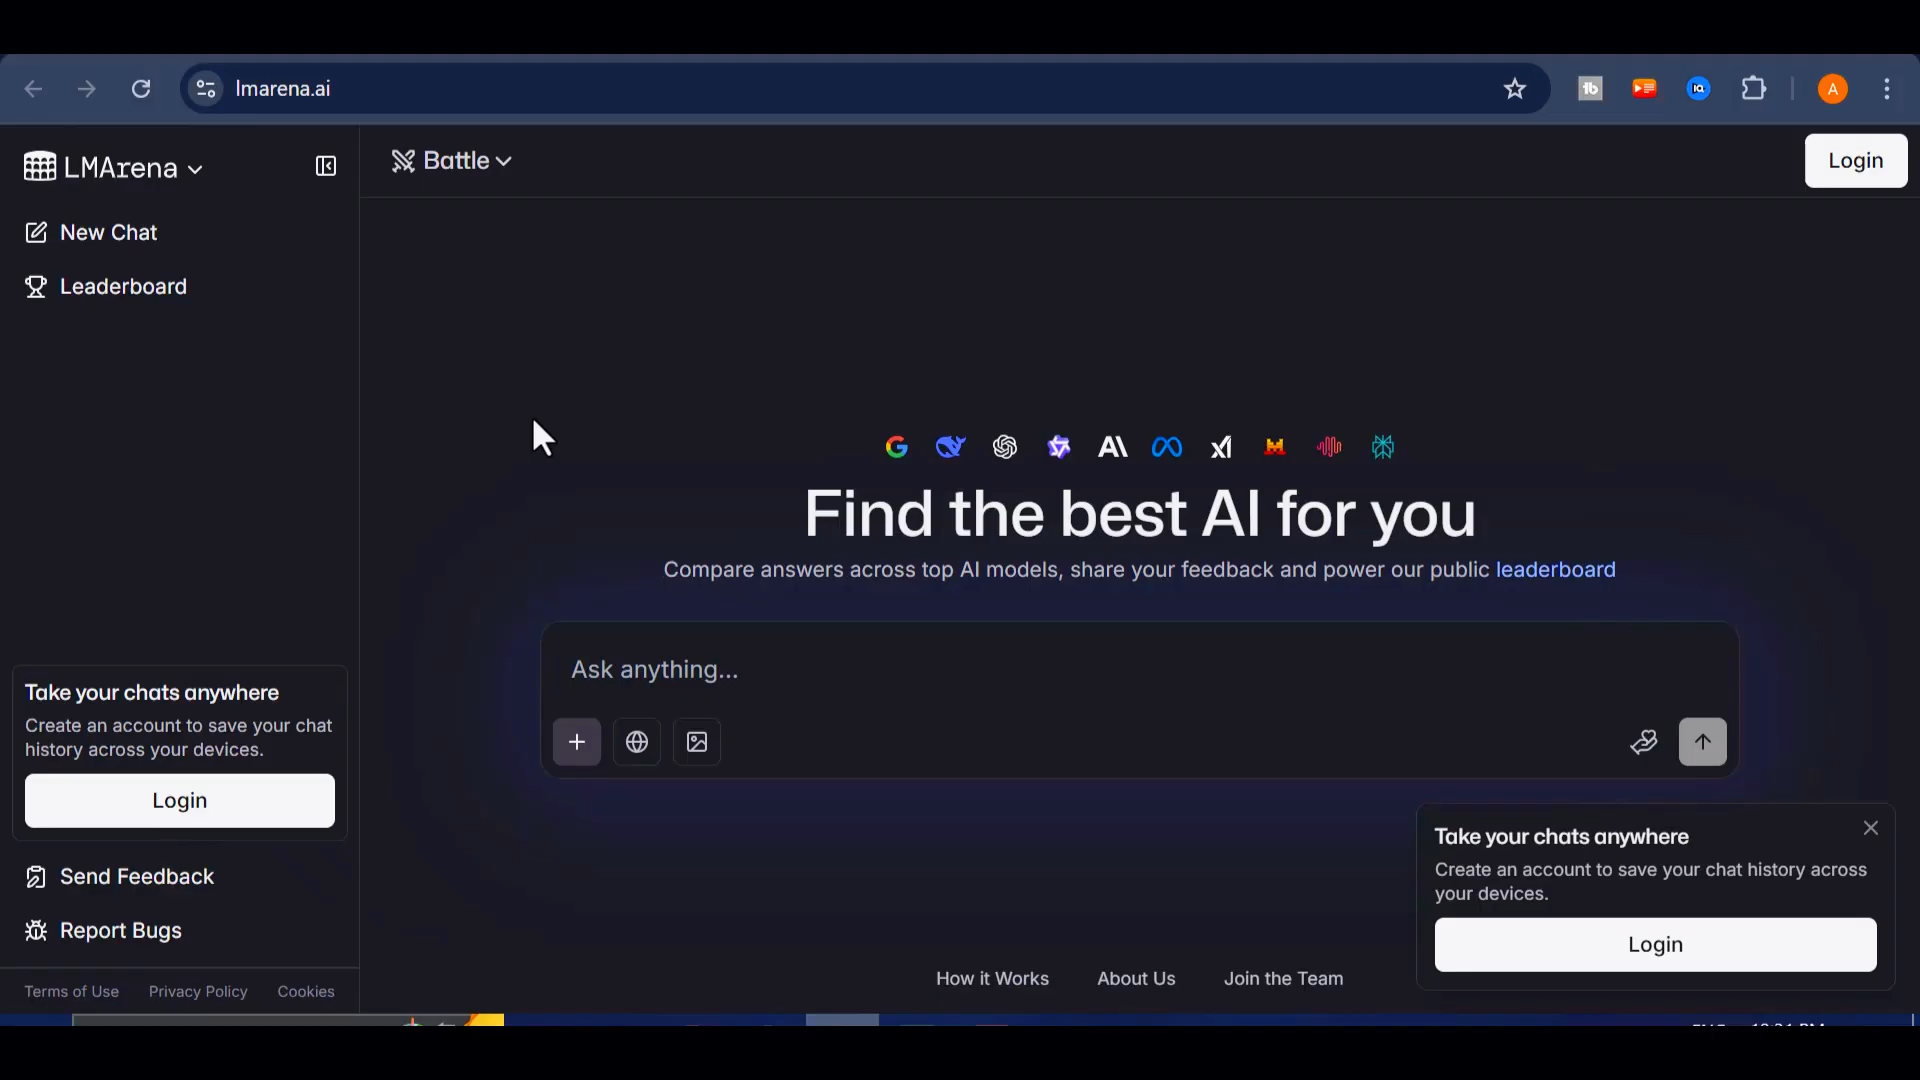 lmarena.ai
A
LMArena
Battle
Login
New Chat
Leaderboard
Find the best AI for you
Compare answers across top AI models, share your feedback and power our public leaderboard
Ask anything...
Take your chats anywhere
Create an account to save your chat
history across your devices.
Login
Send Feedback
Report Bugs
Terms of Use Privacy Policy Cookies
Take your chats anywhere
Create an account to save your chat history across
your devices.
Login
How it Works About Us Join the Team